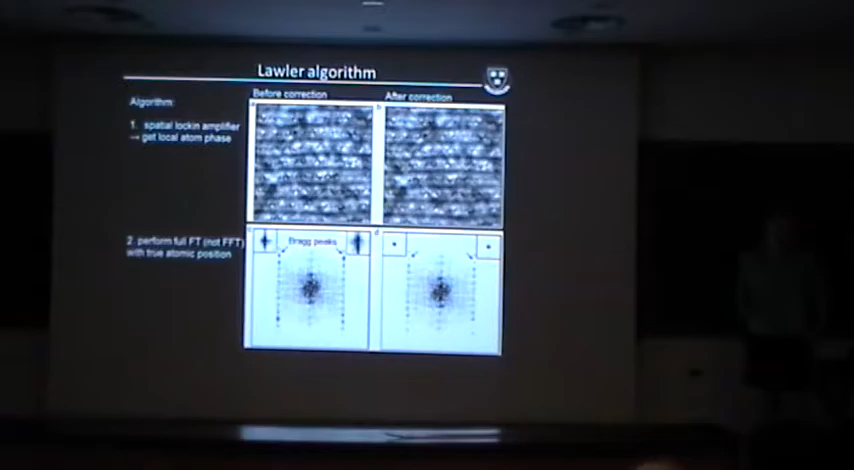 Lawler algorithm
Before correction
After correction
Algorithm:
1. spatial lockin amplifier
→ get local atom phase
a
b
2. perform full FT (not FFT)
with true atomic position
c
Bragg peaks
d